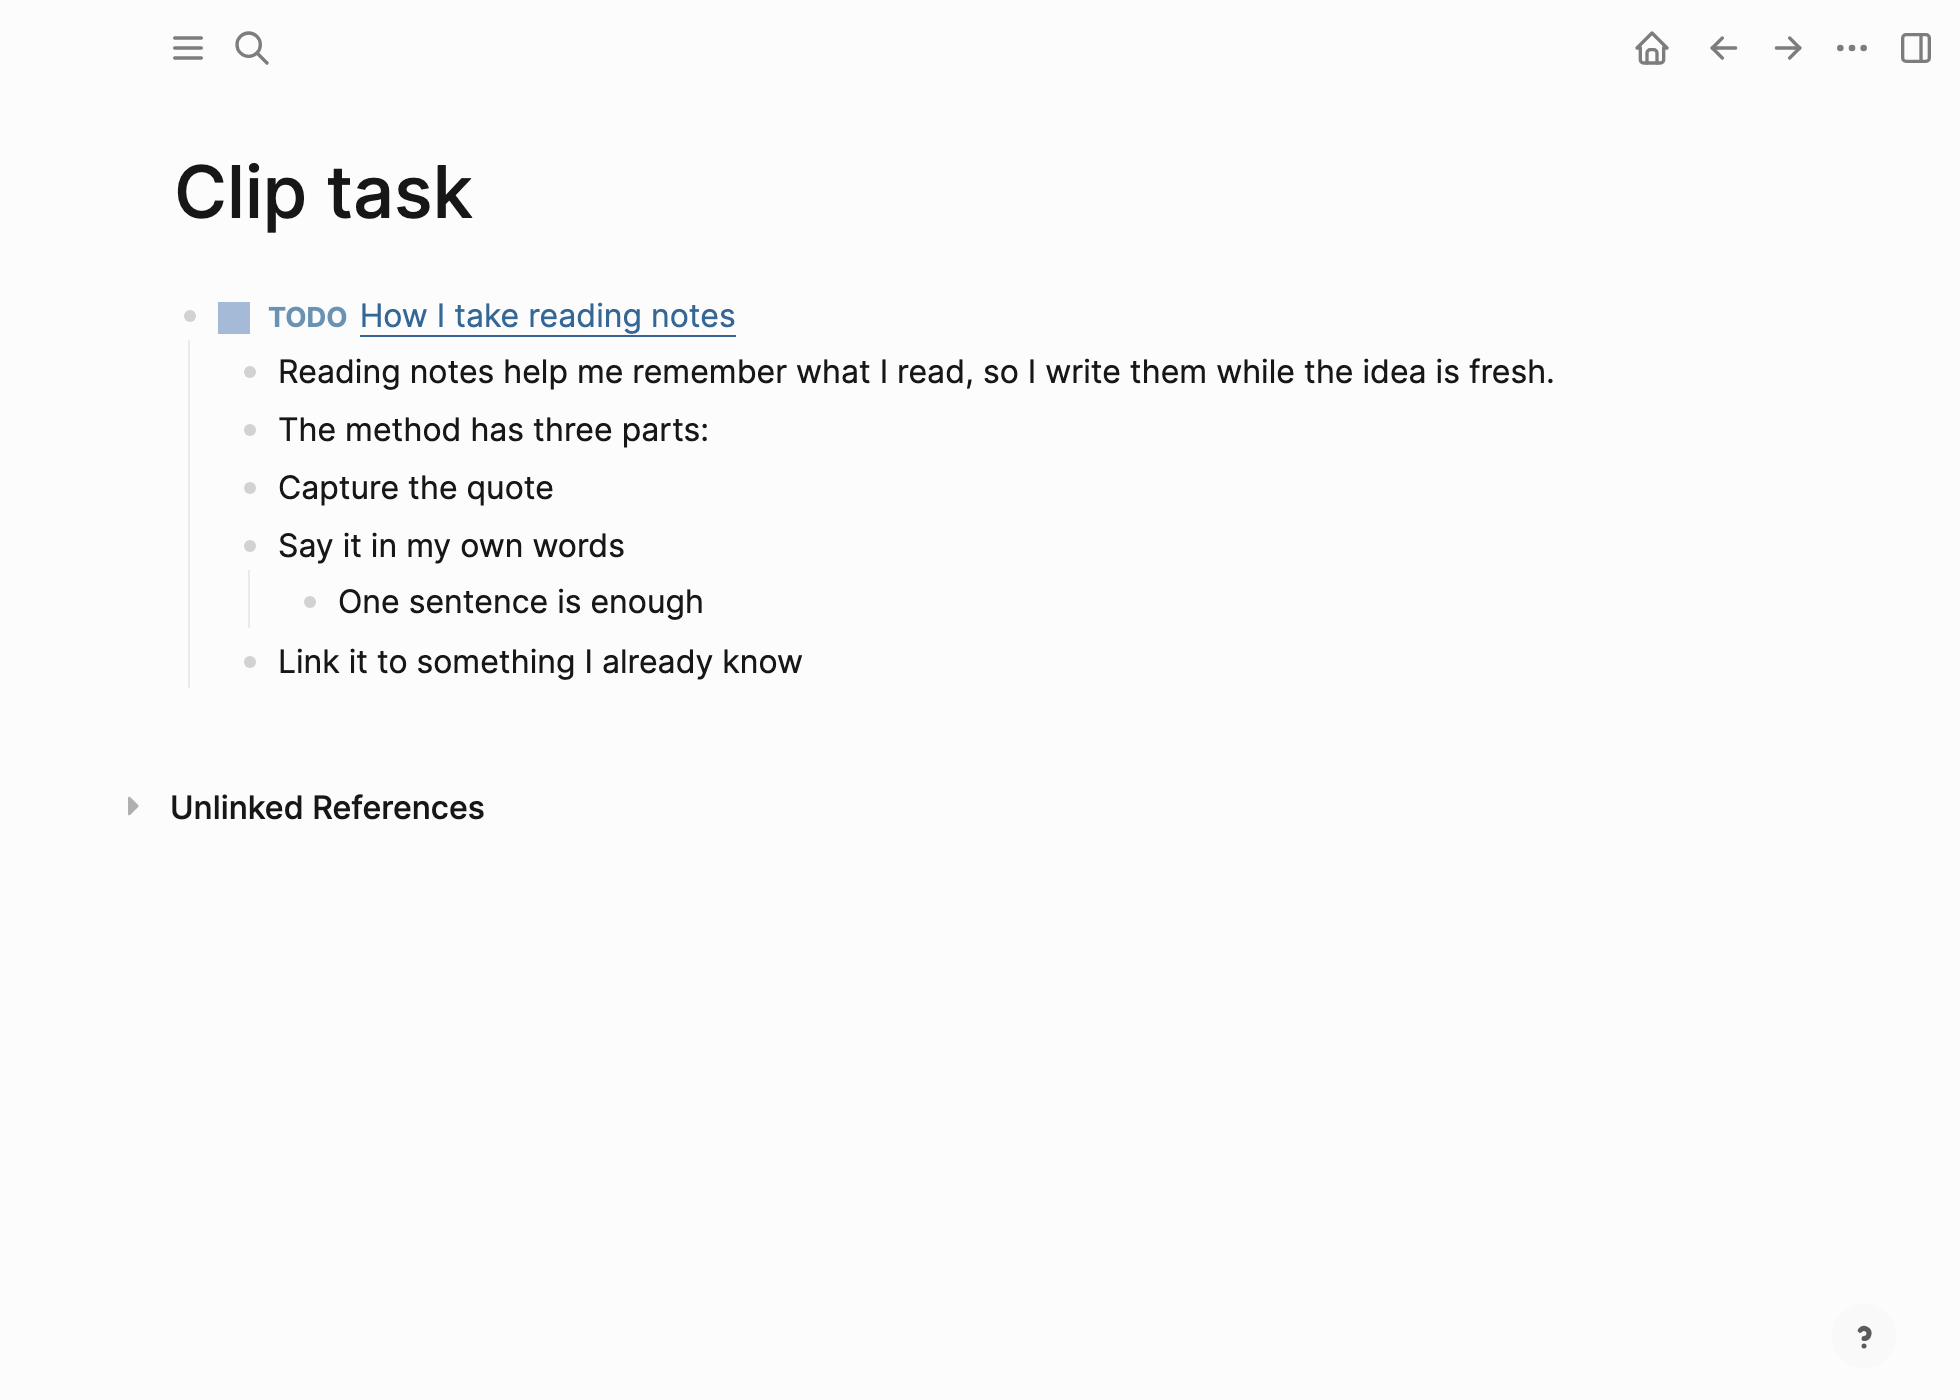 Clip task
TODO How I take reading notes
Reading notes help me remember what I read, so I write them while the idea is fresh.
The method has three parts:
Capture the quote
Say it in my own words
One sentence is enough
Link it to something I already know
Unlinked References
?